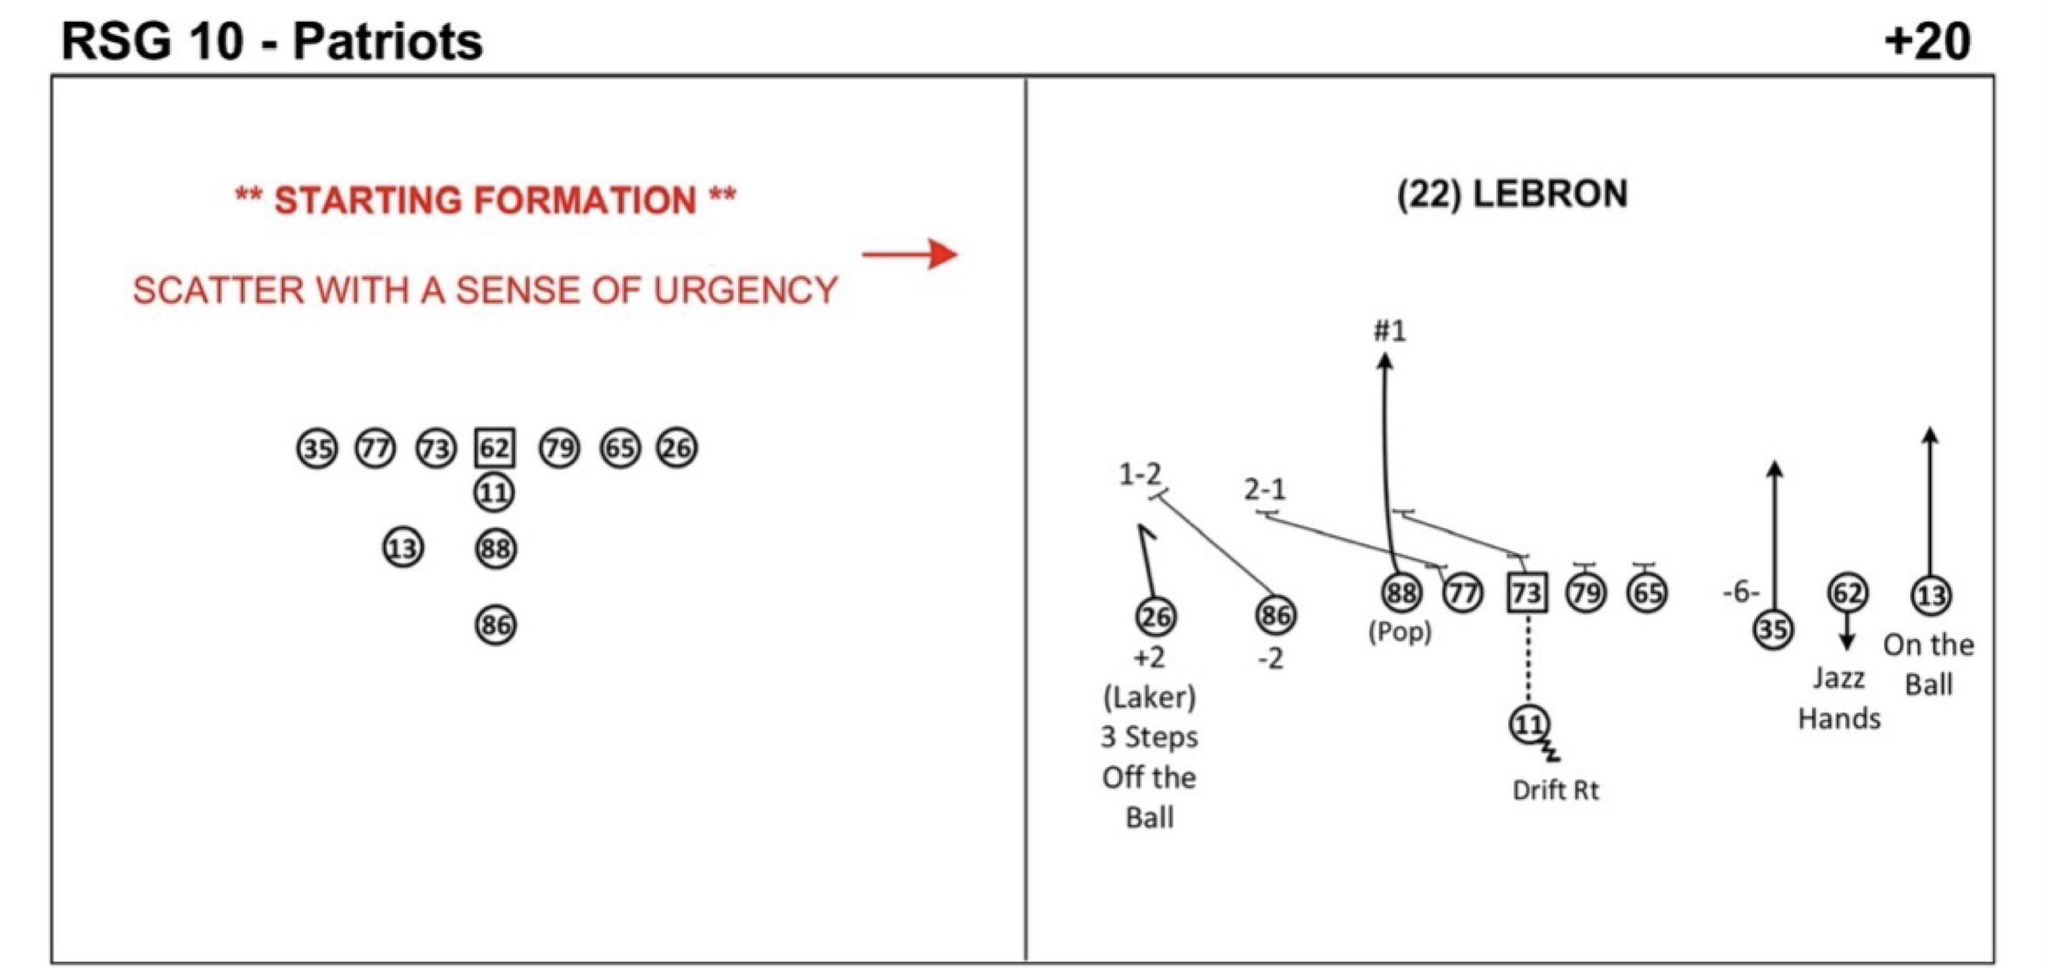 RSG 10 - Patriots
+20
** STARTING FORMATION **
SCATTER WITH A SENSE OF URGENCY
35 77 73 62 79 65 26
11
13 88
86
(22) LEBRON
#1
1-2
2-1
88 77 73 79 65 -6- 62 13
26 86 35
(Pop)
+2
-2
(Laker)
3 Steps
Off the
Ball
11
Drift Rt
Jazz
Hands
On the
Ball